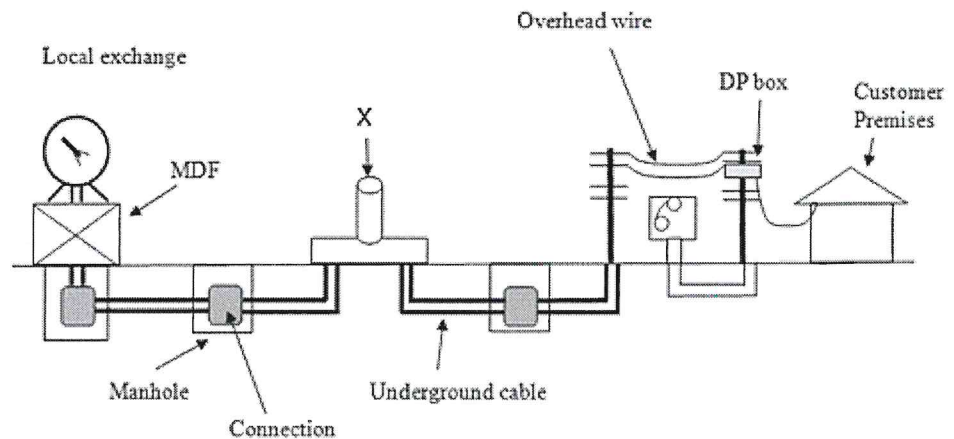 Overhead wire
Local exchange
DP box
Customer
Premises
X
MDF
Manhole
Underground cable
Connection